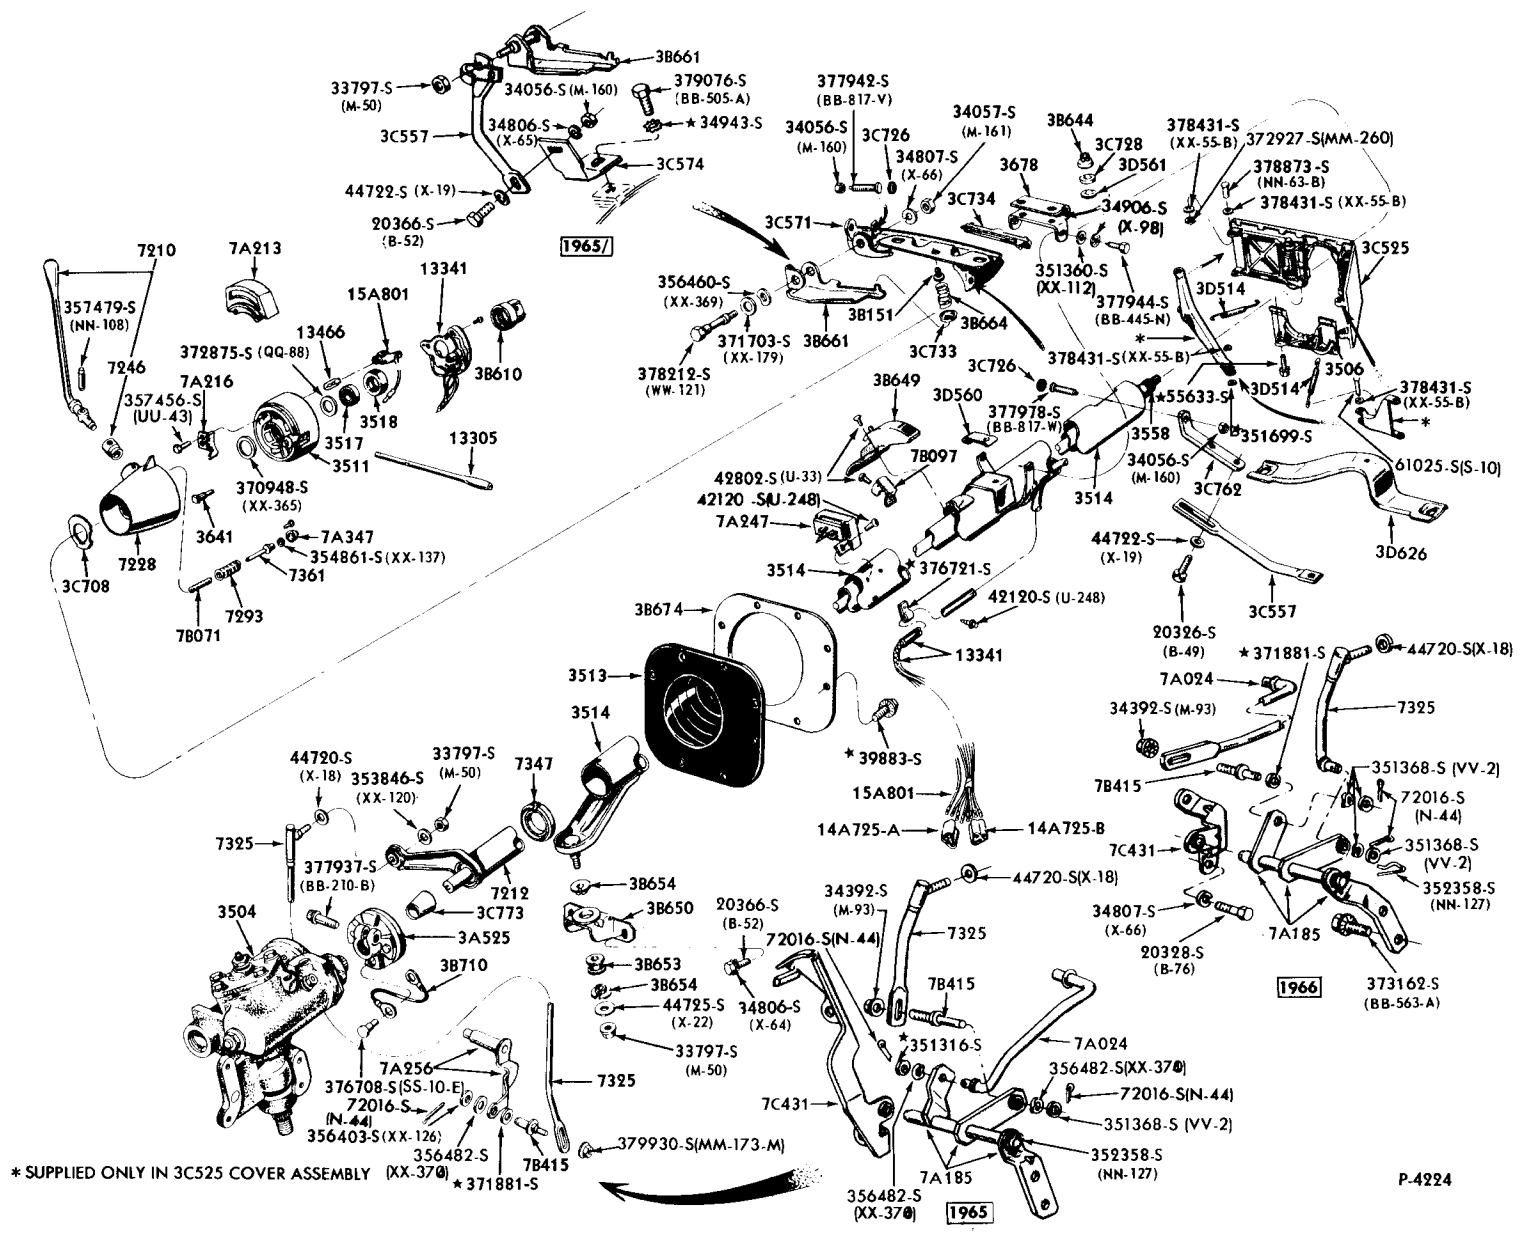 3B661
33797-S
(M-50)
34056-S (M-160)
379076-S
(BB-505-A)
★ 34943-S
3C557
34806-S
(X-65)
3C574
44722-S (X-19)
20366-S
(B-52)
1965/
377942-S
(BB-817-V)
34056-S
(M-160)
3C726
34807-S
(X-66)
34057-S
(M-161)
3B644
3C728
3D561
3678
3C734
3C571
34906-S
(X-98)
351360-S
(XX-112)
377944-S
(BB-445-N)
378431-S
(XX-55-B)
372927-S(MM-260)
378873-S
(NN-63-B)
378431-S (XX-55-B)
3C525
3D514
*
7210
7A213
13341
15A801
357479-S
(NN-108)
13466
372875-S (QQ-88)
7246
7A216
357456-S
(UU-43)
3B610
3518
3517
3511
13305
370948-S
(XX-365)
3641
7A347
354861-S (XX-137)
7361
7293
7B071
7228
3C708
356460-S
(XX-369)
371703-S
(XX-179)
378212-S
(WW-121)
3B661
3B151
3B664
3C733
3C726
378431-S (XX-55-B)
★55633-S
3D514
3506
378431-S
(XX-55-B)
*
3B649
3D560
377978-S
(BB-817-W)
3558
351699-S
34056-S
(M-160)
3C762
61025-S(S-10)
3D626
42802-S (U-33)
7B097
42120-S(U-248)
7A247
3514
3514
★ 376721-S
42120-S (U-248)
13341
44722-S
(X-19)
20326-S
(B-49)
3C557
3B674
3513
3514
★ 39883-S
15A801
14A725-A
14A725-B
★ 371881-S
44720-S(X-18)
7A024
34392-S (M-93)
7325
7B415
351368-S (VV-2)
72016-S
(N-44)
351368-S
(VV-2)
352358-S
(NN-127)
7C431
34807-S
(X-66)
20328-S
(B-76)
7A185
373162-S
(BB-563-A)
1966
44720-S
(X-18)
353846-S
(XX-120)
33797-S
(M-50)
7347
7325
377937-S
(BB-210-B)
7212
3C773
3A525
3504
3B710
3B654
3B650
3B653
3B654
44725-S
(X-22)
33797-S
(M-50)
20366-S
(B-52)
34806-S
(X-64)
376708-S(SS-10-E)
7A256
72016-S
(N-44)
356403-S(XX-126)
356482-S
(XX-370)
★ 371881-S
7B415
7325
379930-S(MM-173-M)
34392-S
(M-93)
72016-S(N-44)
44720-S(X-18)
7325
7B415
★
351316-S
7A024
356482-S(XX-370)
72016-S(N-44)
351368-S (VV-2)
352358-S
(NN-127)
7C431
7A185
356482-S
(XX-370)
1965
* SUPPLIED ONLY IN 3C525 COVER ASSEMBLY
P-4224